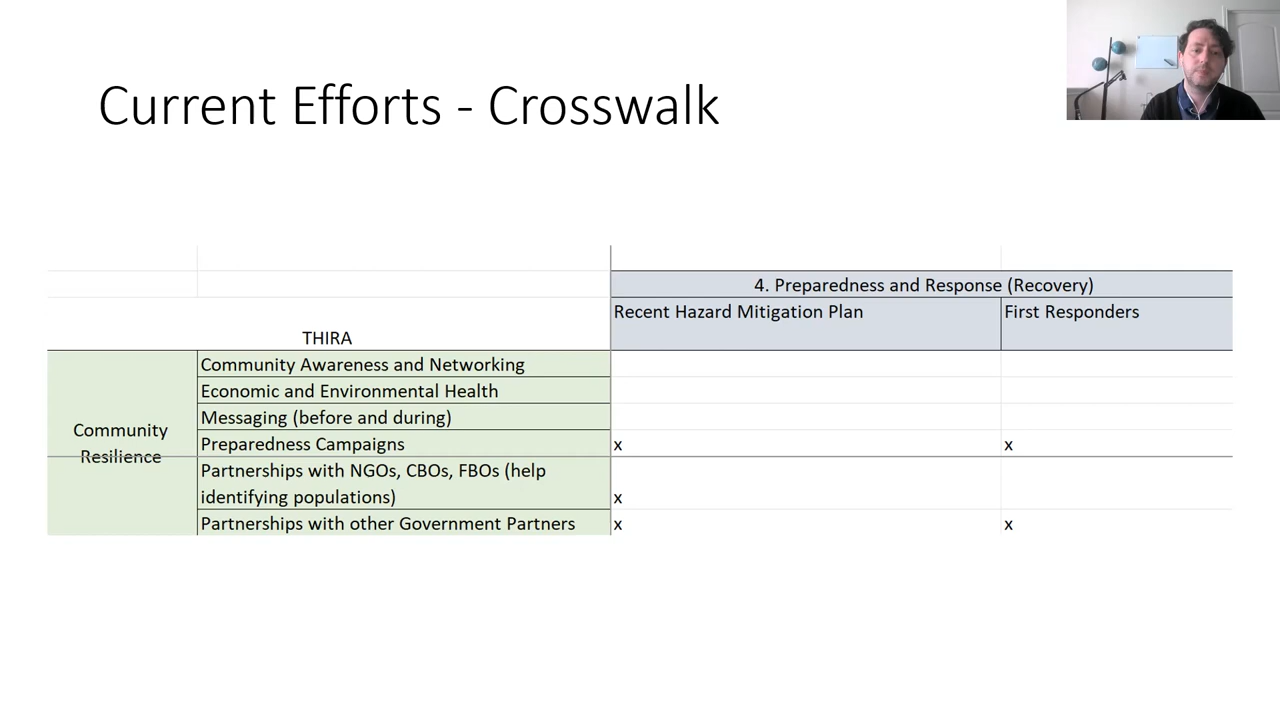 Current Efforts - Crosswalk
4. Preparedness and Response (Recovery)
Recent Hazard Mitigation Plan
First Responders
THIRA
Community Awareness and Networking
Economic and Environmental Health
Messaging (before and during)
Community
Resilience
Preparedness Campaigns
x
x
Partnerships with NGOs, CBOs, FBOs (help
identifying populations)
x
Partnerships with other Government Partners
x
x